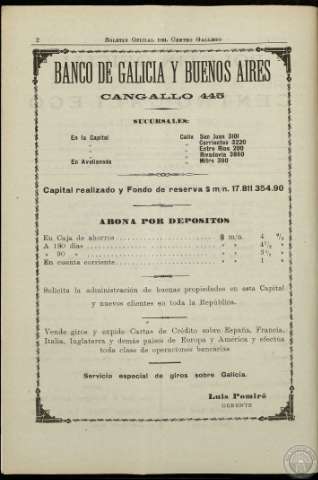 2 BOLETIN OFICIAL DEL CENTRO GALLEGO
BANCO DE GALICIA Y BUENOS AIRES
CANGALLO 445
SUCURSALES:
En la Capital Calle San Juan 3101
„ „ Corrientes 3220
„ „ Entre Rios 200
„ „ Rivadavia 3860
En Avellaneda „ Mitre 300
Capital realizado y Fondo de reserva $ m/n. 17.811.354.90
ABONA POR DEPOSITOS
En Caja de ahorros ........ $ m/n. 4 %
A 180 días ........ » » 4½ »
» 90 » ........ » » »
En cuenta corriente ........ » » 1 »
Solicita la administración de buenas propiedades en esta Capital
y nuevos clientes en toda la República.
Vende giros y expide Cartas de Crédito sobre España, Francia,
Italia, Inglaterra y demás países de Europa y América y efectúa
toda clase de operaciones bancarias
Servicio especial de giros sobre Galicia.
Luis Pomiró
GERENTE